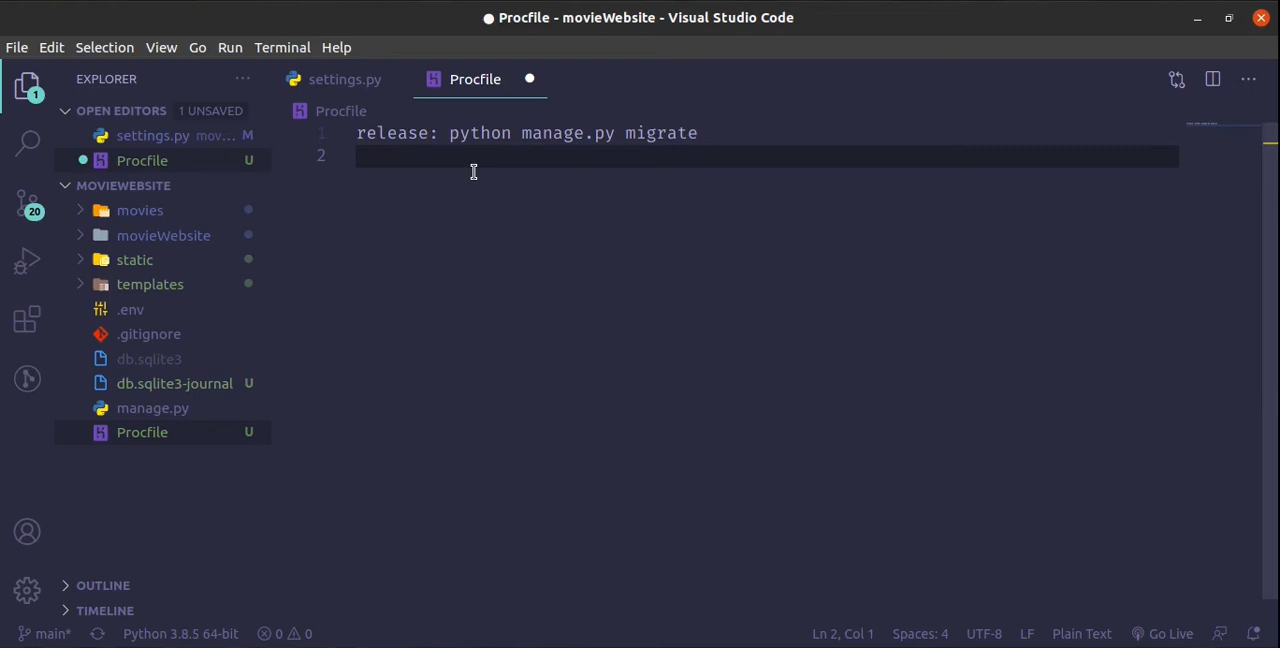 Procfile - movieWebsite - Visual Studio Code
File Edit Selection View Go Run Terminal Help
EXPLORER
settings.py
Procfile
1
OPEN EDITORS 1 UNSAVED
Procfile
settings.py mov... M
1 release: python manage.py migrate
Procfile U
2
MOVIEWEBSITE
20
movies
movieWebsite
static
templates
.env
.gitignore
db.sqlite3
db.sqlite3-journal U
manage.py
Procfile U
OUTLINE
TIMELINE
main* Python 3.8.5 64-bit 0 0 Ln 2, Col 1 Spaces: 4 UTF-8 LF Plain Text Go Live